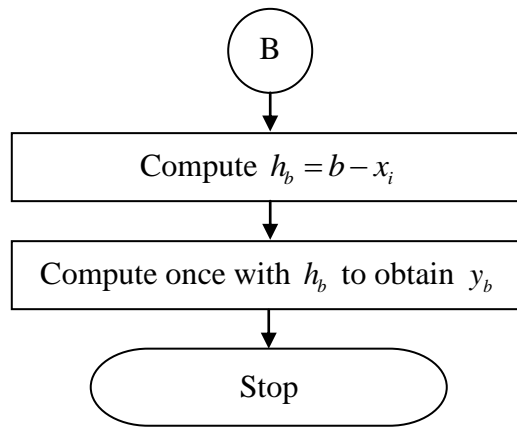 B
Compute $h_b = b - x_i$
Compute once with $h_b$ to obtain $y_b$
Stop